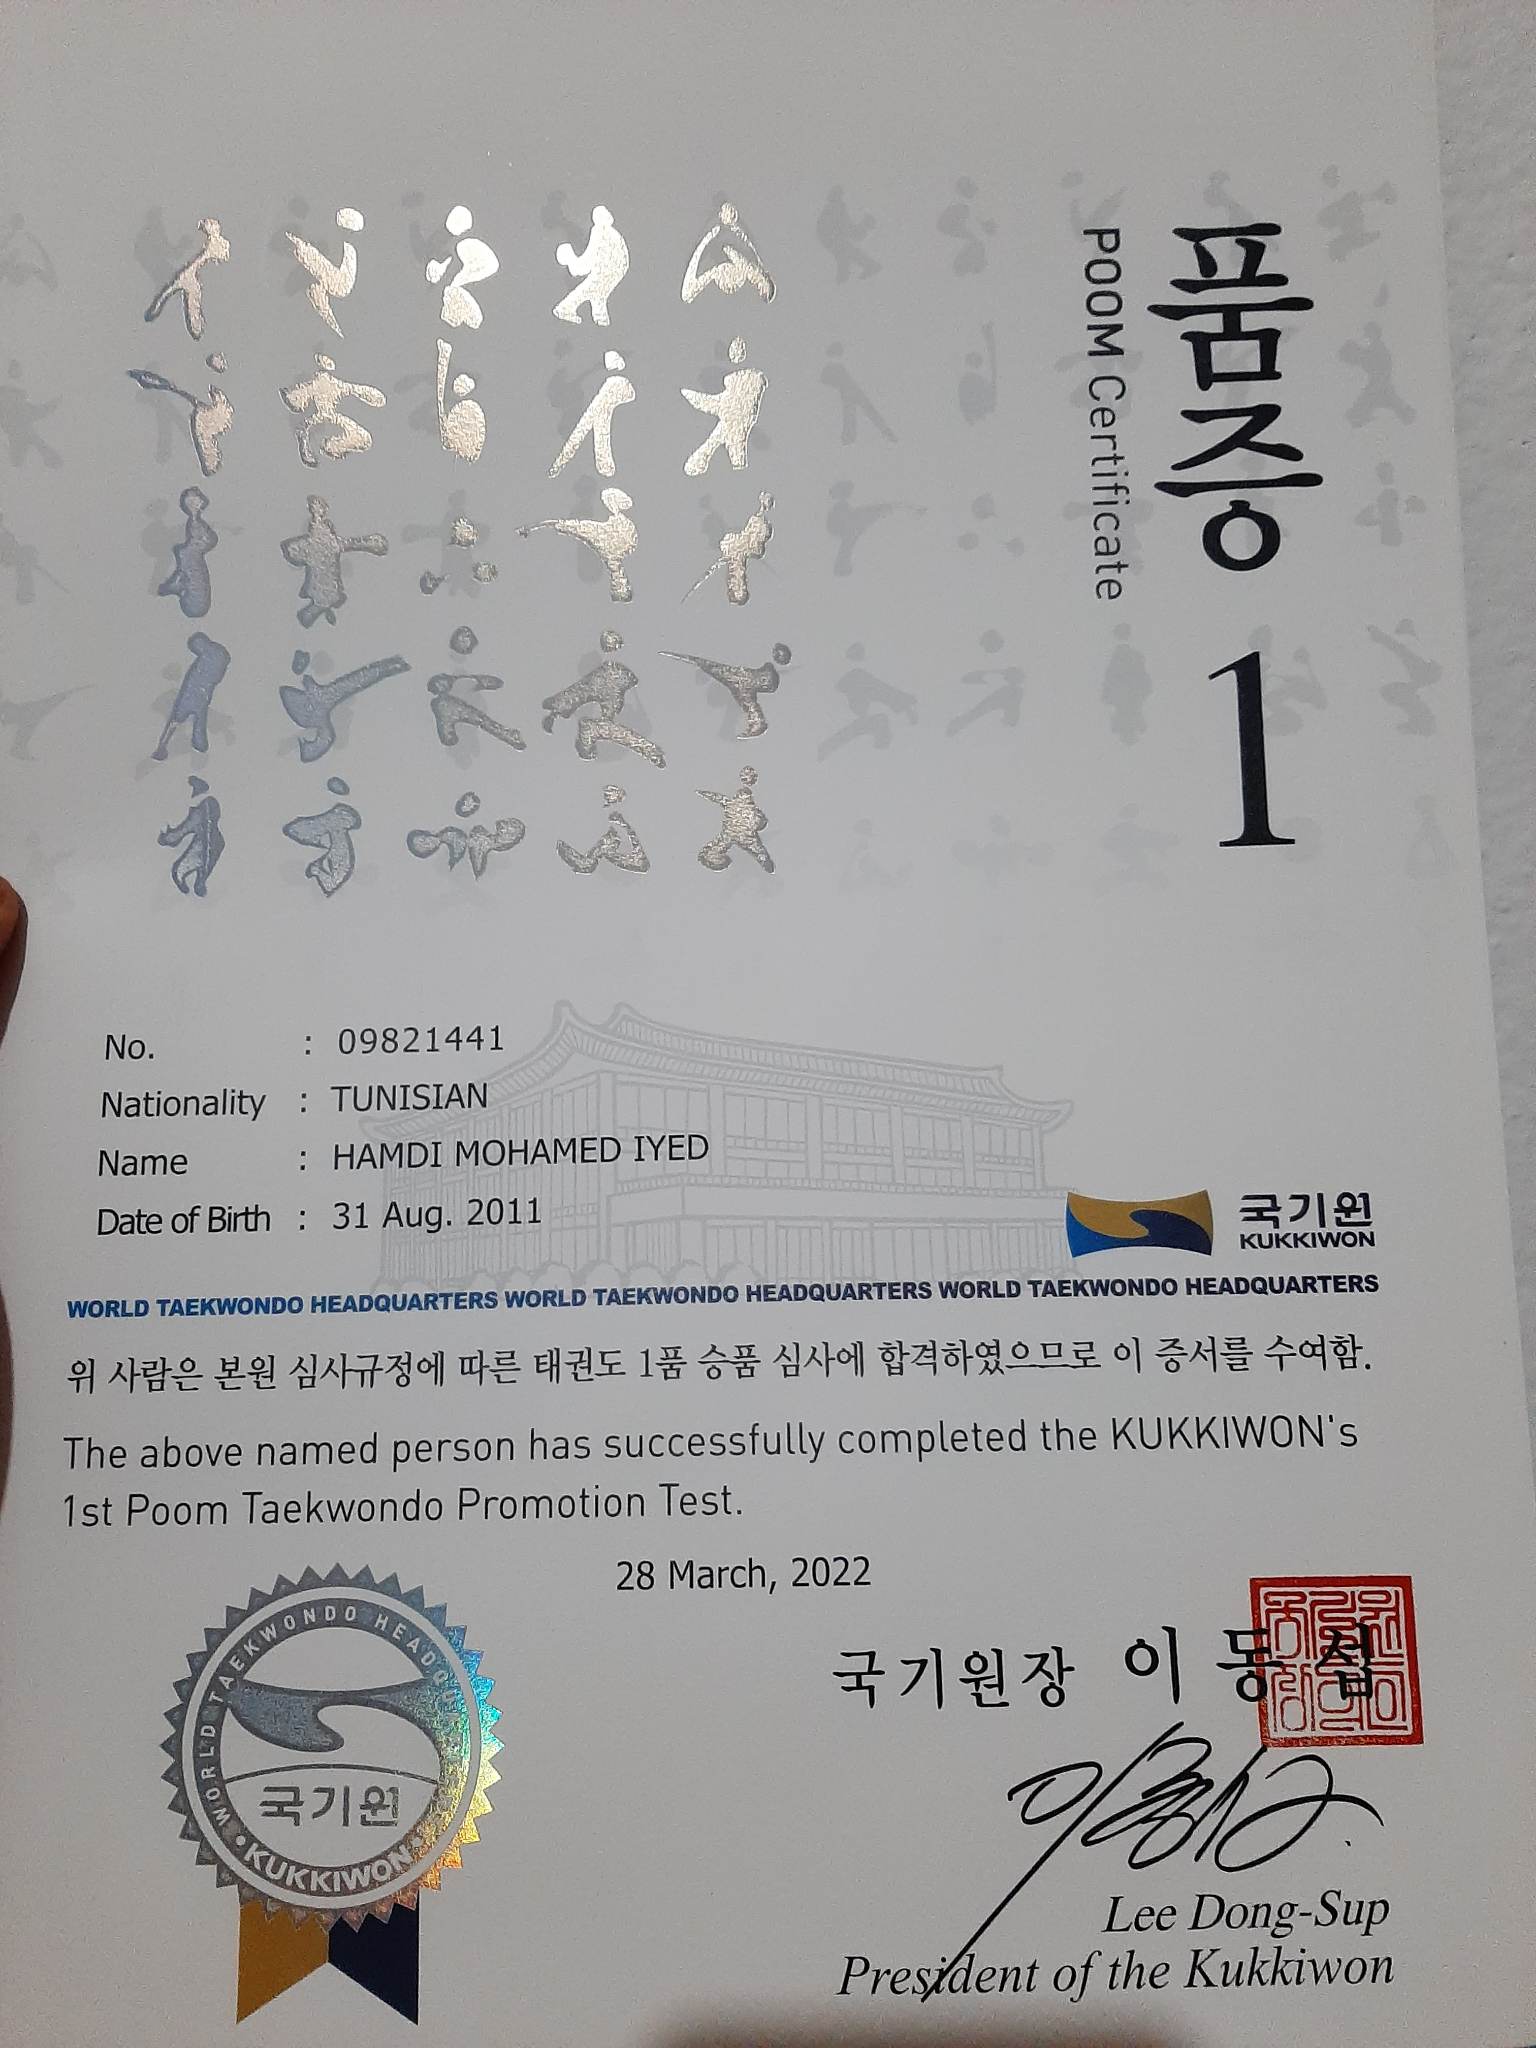 품증 1
POOM Certificate
No. : 09821441
Nationality : TUNISIAN
Name : HAMDI MOHAMED IYED
Date of Birth : 31 Aug. 2011
국기원
KUKKIWON
WORLD TAEKWONDO HEADQUARTERS WORLD TAEKWONDO HEADQUARTERS WORLD TAEKWONDO HEADQUARTERS
위 사람은 본원 심사규정에 따른 태권도 1품 승품 심사에 합격하였으므로 이 증서를 수여함.
The above named person has successfully completed the KUKKIWON's
1st Poom Taekwondo Promotion Test.
28 March, 2022
WORLD TAEKWONDO HEADQUARTERS
국기원
• KUKKIWON •
국기원장 이 동 섭
Lee Dong-Sup
President of the Kukkiwon